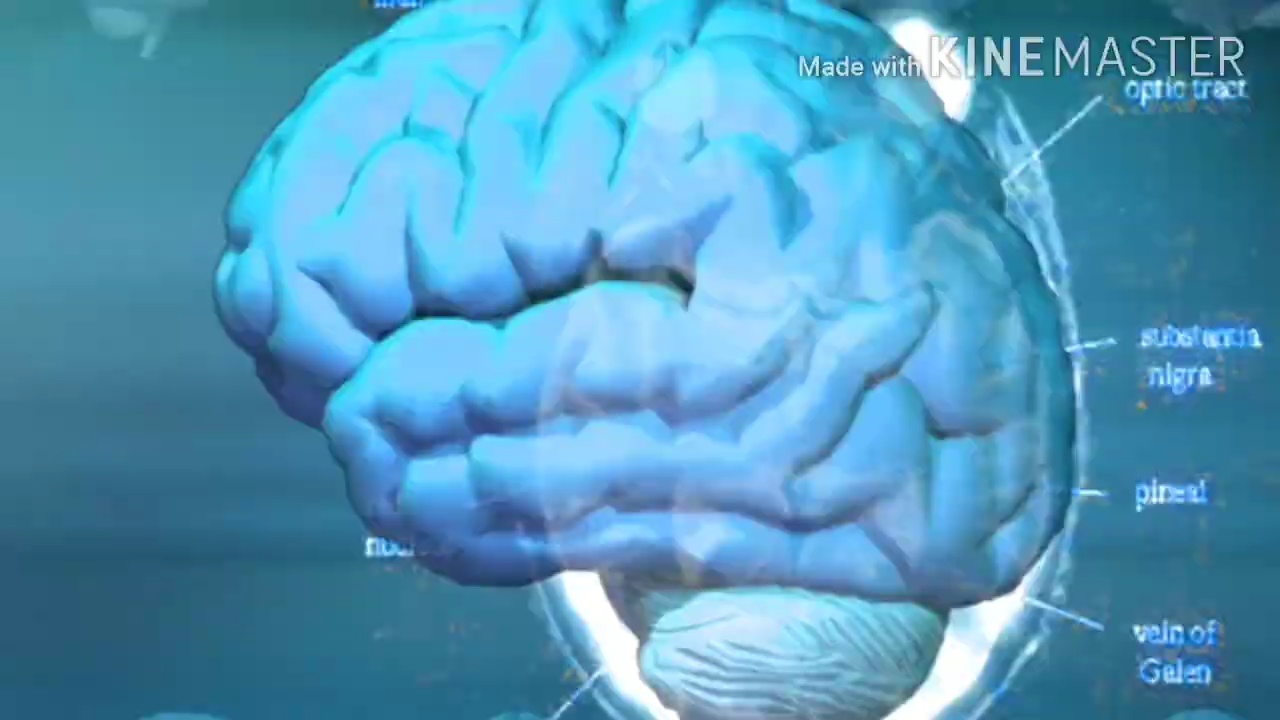 Made with KINEMASTER
optic tract
substantia
nigra
pineal
vein of
Galen